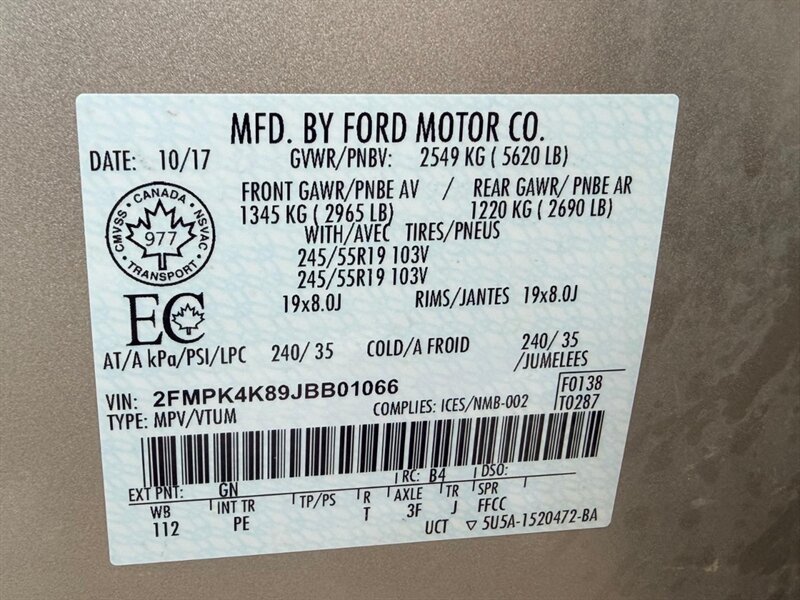 MFD. BY FORD MOTOR CO.
DATE: 10/17 GVWR/PNBV: 2549 KG ( 5620 LB)
FRONT GAWR/PNBE AV / REAR GAWR/ PNBE AR
1345 KG ( 2965 LB) 1220 KG ( 2690 LB)
WITH/AVEC TIRES/PNEUS
245/55R19 103V
245/55R19 103V
19x8.0J RIMS/JANTES 19x8.0J
CMVSS • CANADA • NSVAC • TRANSPORT •
977
EC
AT/A kPa/PSI/LPC 240/ 35 COLD/A FROID 240/ 35
/JUMELEES
VIN: 2FMPK4K89JBB01066 F0138
TYPE: MPV/VTUM COMPLIES: ICES/NMB-002 T0287
EXT PNT: GN RC: B4 DSO:
WB INT TR TP/PS R AXLE TR SPR
112 PE T 3F J FFCC
UCT ▽ 5U5A-1520472-BA